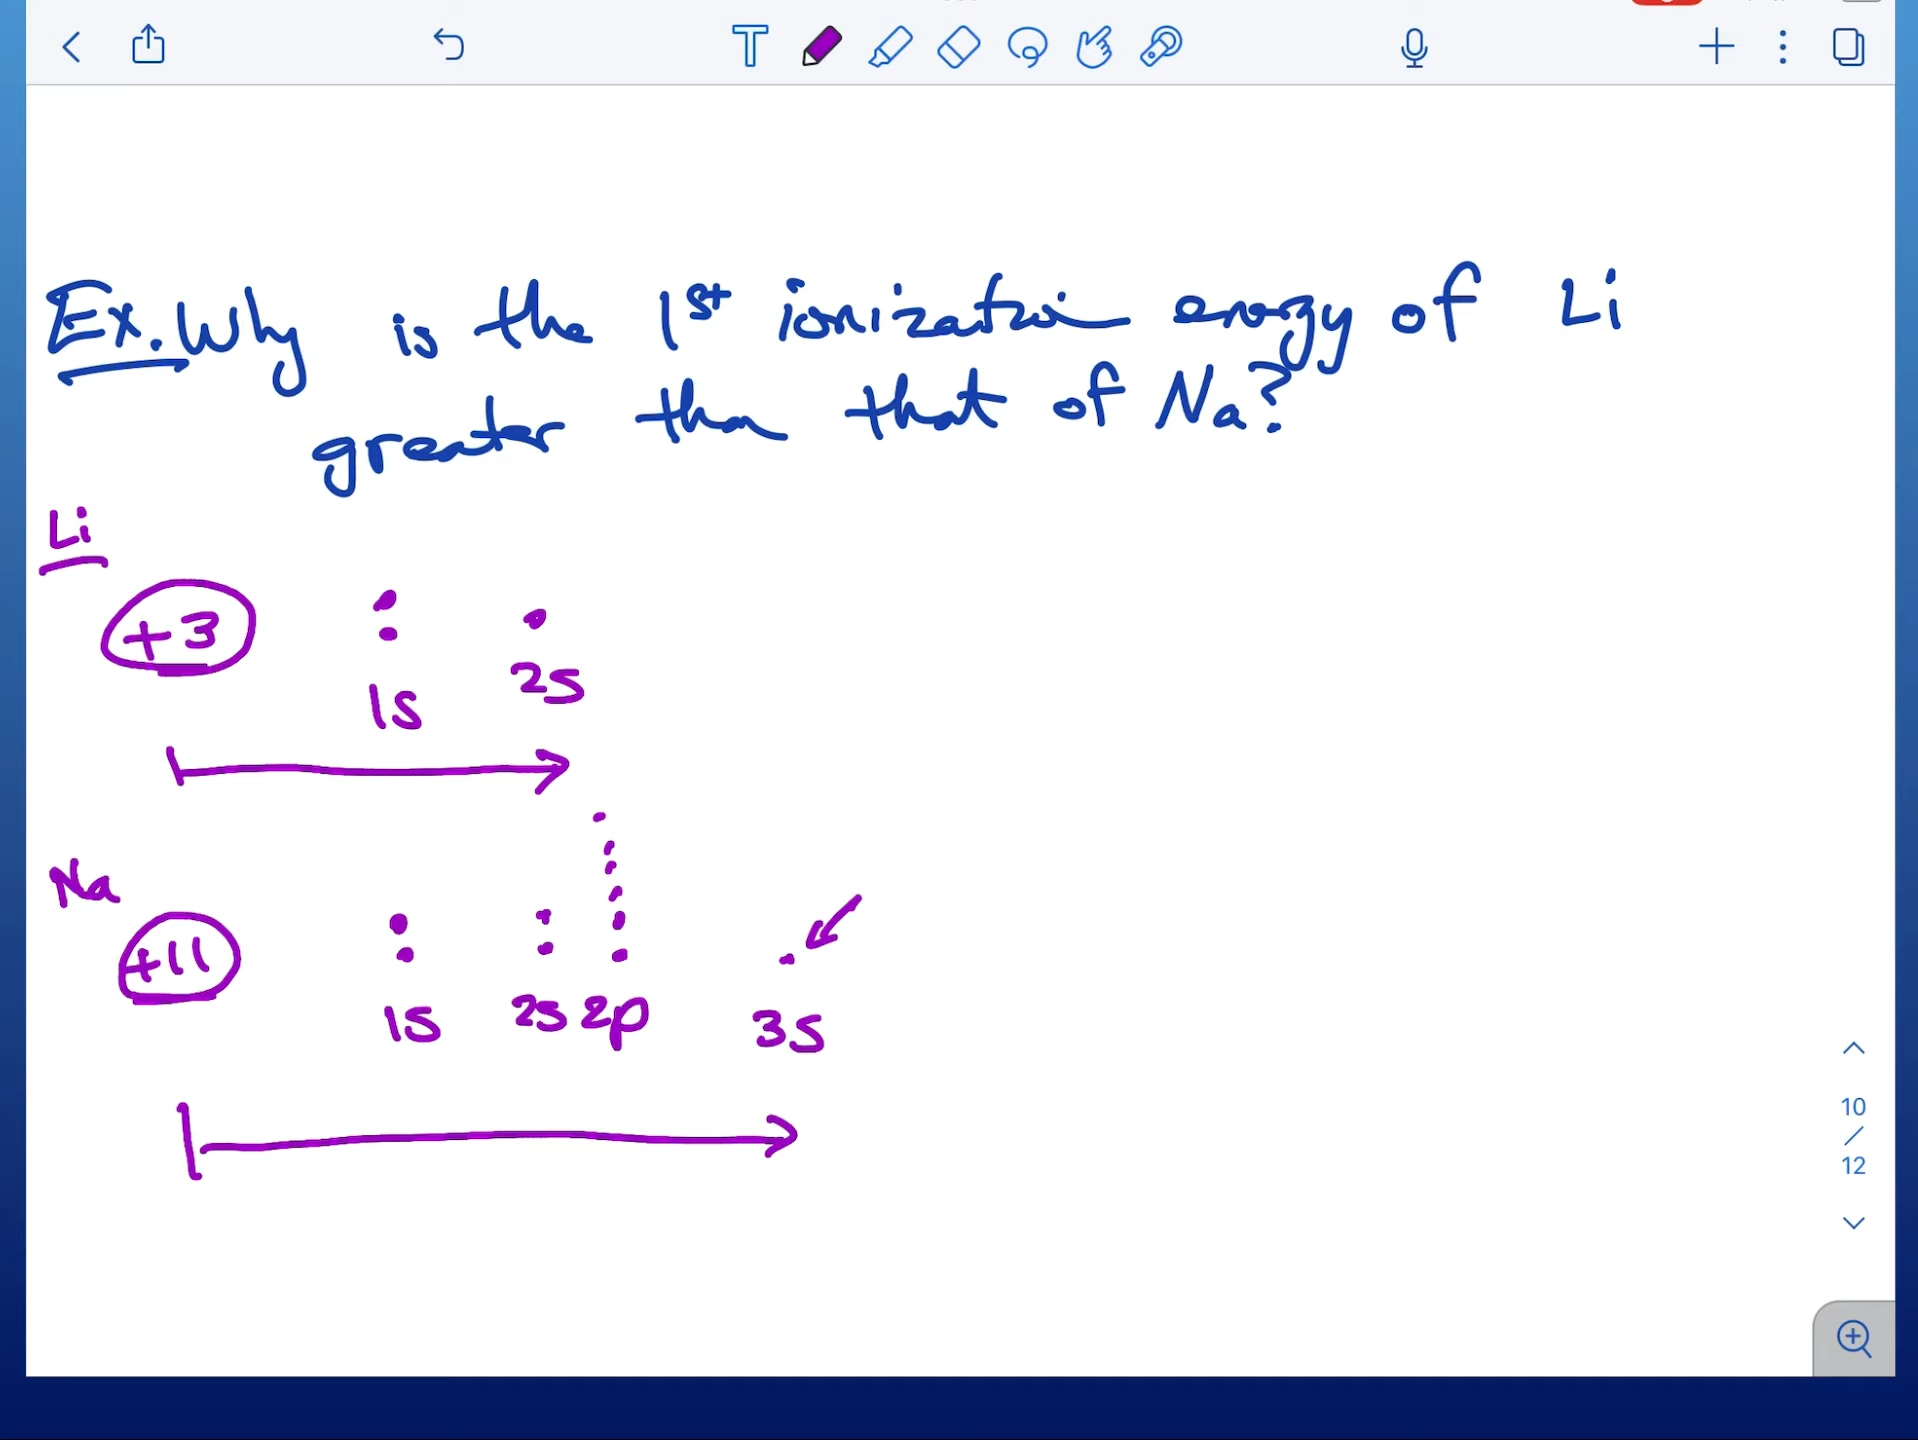 Ex. Why is the 1st ionization energy of Li
greater than that of Na?
Li
+3
1s
2s
Na
+11
1s 2s 2p 3s
10
/
12